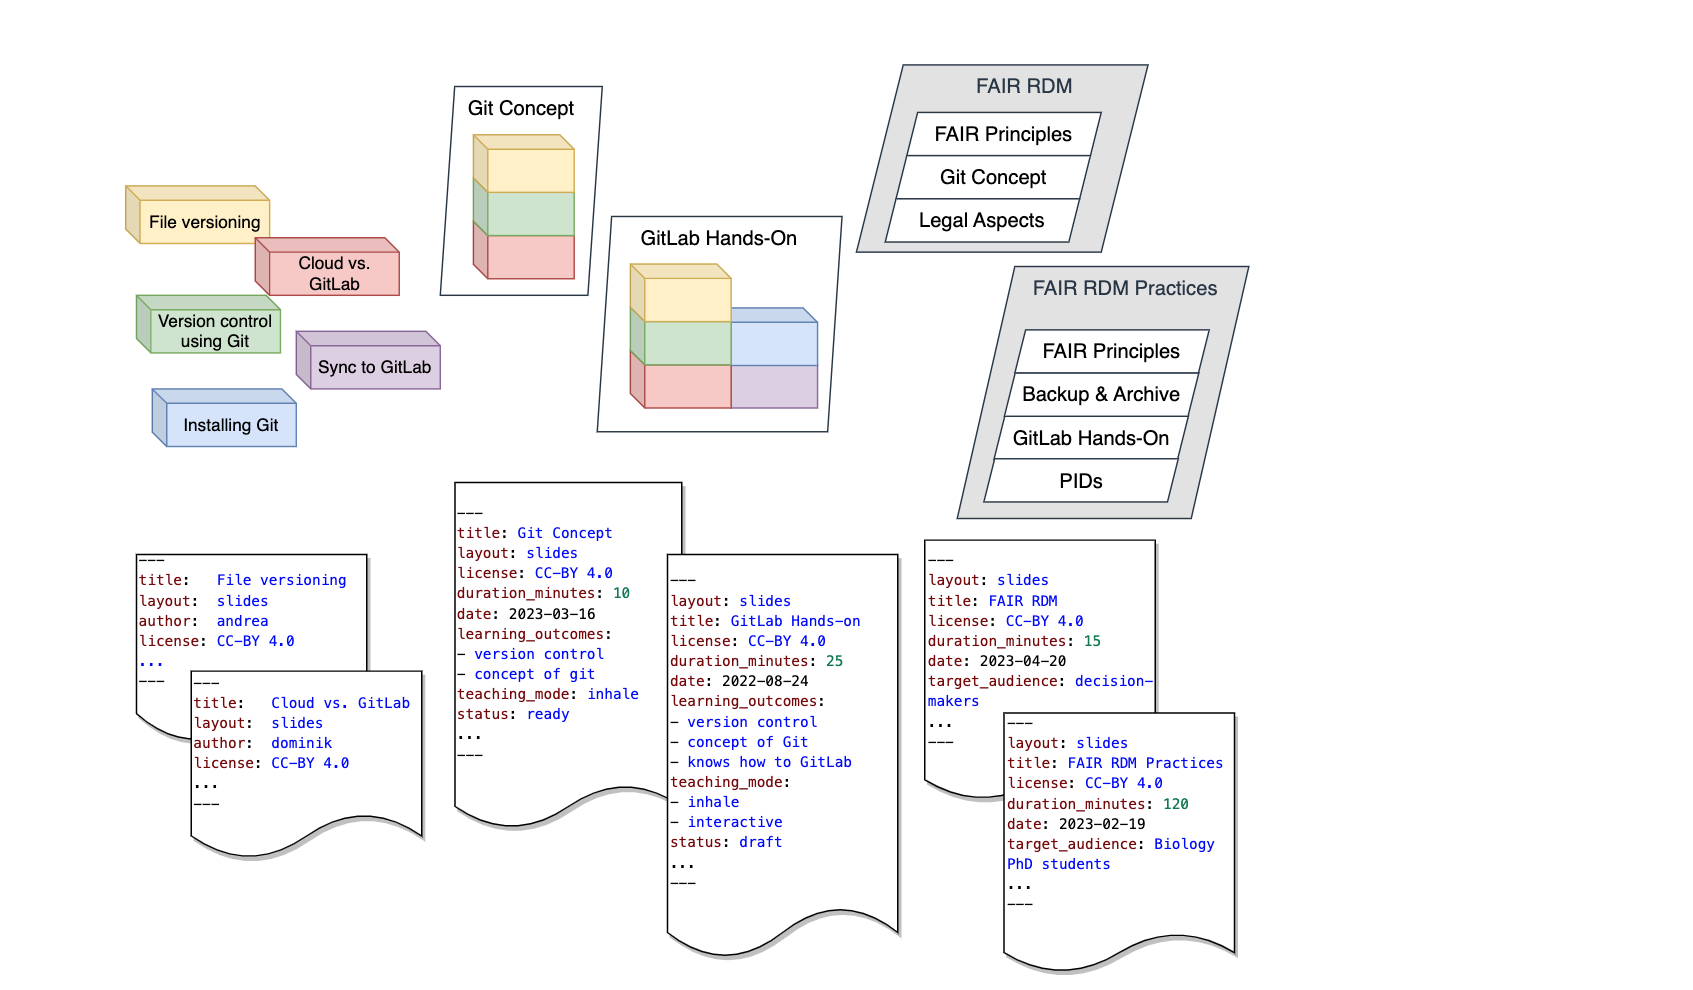 File versioning
Cloud vs.
GitLab
Version control
using Git
Sync to GitLab
Installing Git
Git Concept
GitLab Hands-On
FAIR RDM
FAIR Principles
Git Concept
Legal Aspects
FAIR RDM Practices
FAIR Principles
Backup & Archive
GitLab Hands-On
PIDs
---
title: File versioning
layout: slides
author: andrea
license: CC-BY 4.0
...
---
---
title: Cloud vs. GitLab
layout: slides
author: dominik
license: CC-BY 4.0
...
---
---
title: Git Concept
layout: slides
license: CC-BY 4.0
duration_minutes: 10
date: 2023-03-16
learning_outcomes:
- version control
- concept of git
teaching_mode: inhale
status: ready
...
---
---
layout: slides
title: GitLab Hands-on
license: CC-BY 4.0
duration_minutes: 25
date: 2022-08-24
learning_outcomes:
- version control
- concept of Git
- knows how to GitLab
teaching_mode:
- inhale
- interactive
status: draft
...
---
---
layout: slides
title: FAIR RDM
license: CC-BY 4.0
duration_minutes: 15
date: 2023-04-20
target_audience: decision-
makers
...
---
---
layout: slides
title: FAIR RDM Practices
license: CC-BY 4.0
duration_minutes: 120
date: 2023-02-19
target_audience: Biology
PhD students
...
---